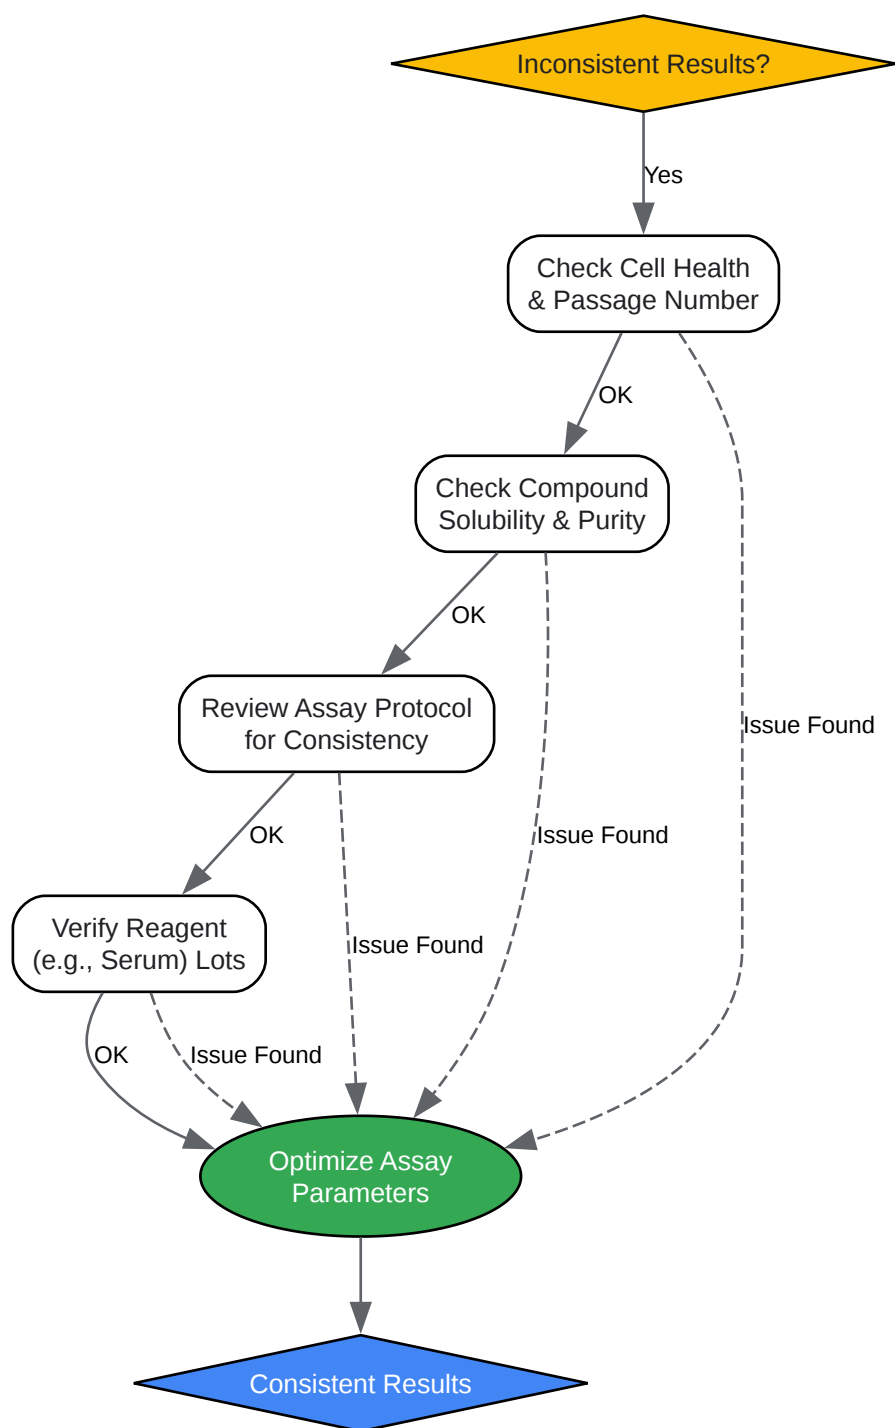 Inconsistent Results?
Yes
Check Cell Health
& Passage Number
OK
Check Compound
Solubility & Purity
OK
Issue Found
Review Assay Protocol
for Consistency
OK
Issue Found
Verify Reagent
(e.g., Serum) Lots
Issue Found
OK
Issue Found
Optimize Assay
Parameters
Consistent Results